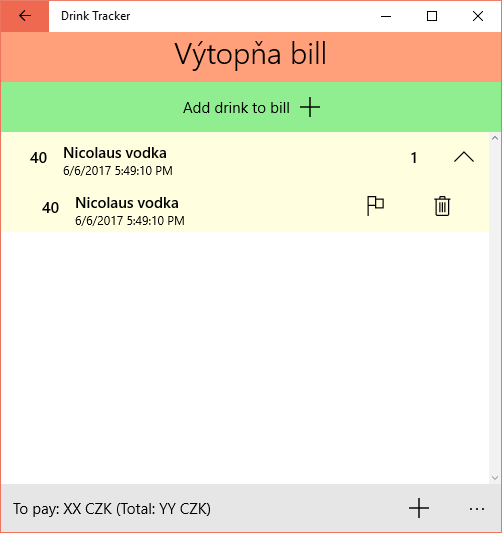 Drink Tracker
Výtopňa bill
Add drink to bill
40 Nicolaus vodka 1
6/6/2017 5:49:10 PM
40 Nicolaus vodka
6/6/2017 5:49:10 PM
To pay: XX CZK (Total: YY CZK)